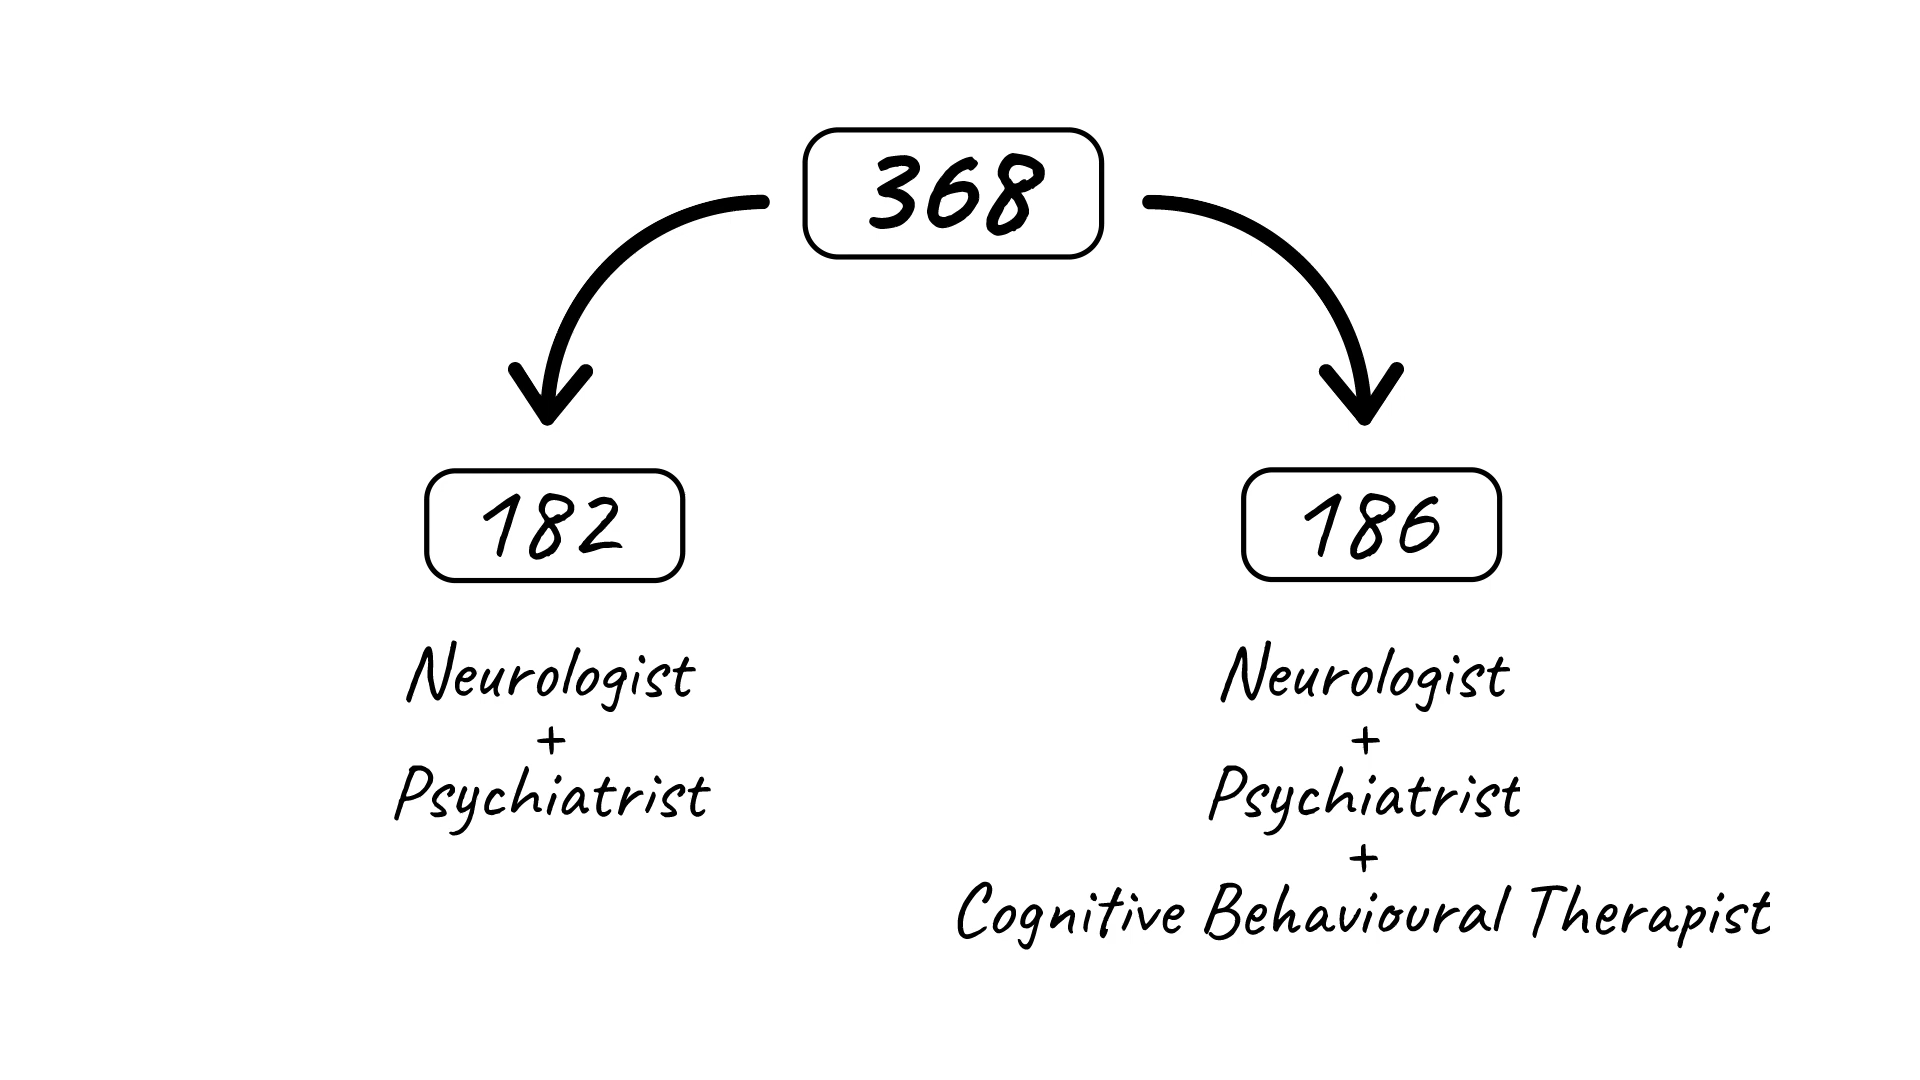 368
182
186
Neurologist
+
Psychiatrist
Neurologist
+
Psychiatrist
+
Cognitive Behavioural Therapist